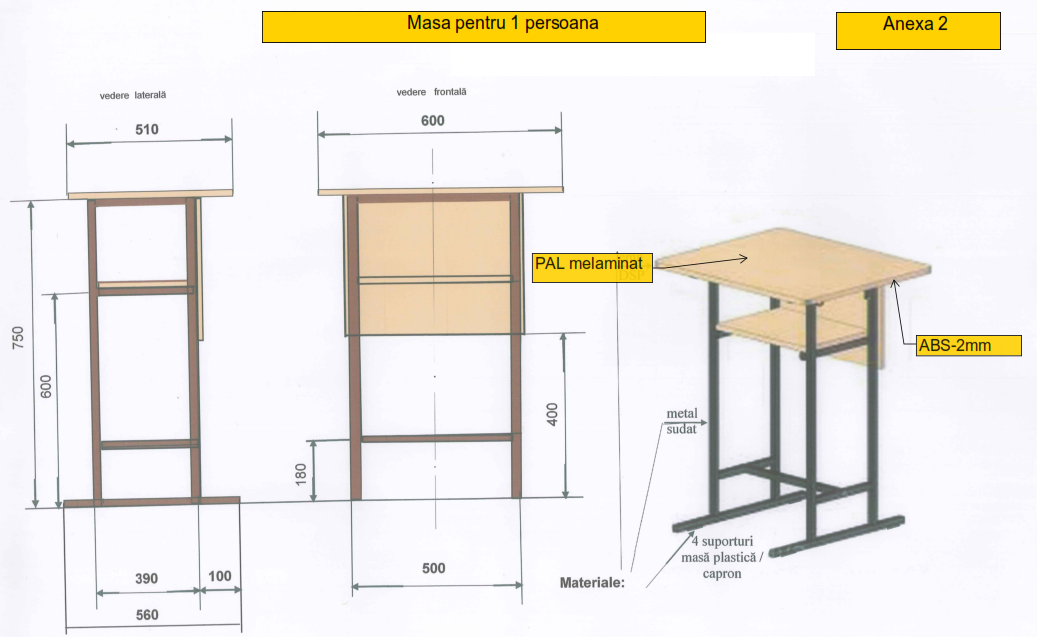 Masa pentru 1 persoana
Anexa 2
vedere laterală
vedere frontală
510
600
PAL melaminat
ABS-2mm
750
600
400
180
metal
sudat
4 suporturi
masă plastică /
capron
Materiale:
390
100
500
560